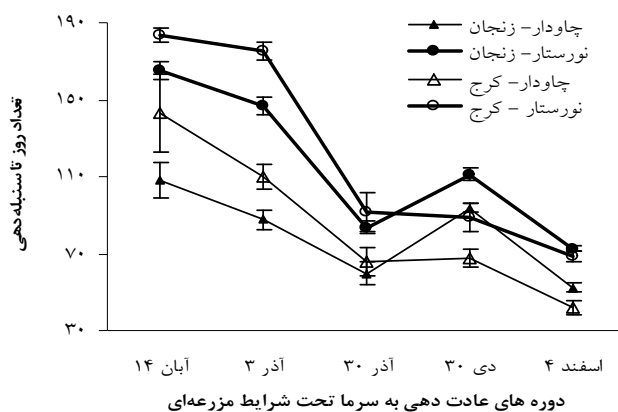 ۱۹۰
۱۵۰
۱۱۰
۷۰
۳۰
تعداد روز تا سنبله دهی
چاودار- زنجان
نورستار- زنجان
چاودار- کرج
نورستار - کرج
۱۴ آبان
۳ آذر
۳۰ آذر
۳۰ دی
۴ اسفند
دوره های عادت دهی به سرما تحت شرایط مزرعه‌ای